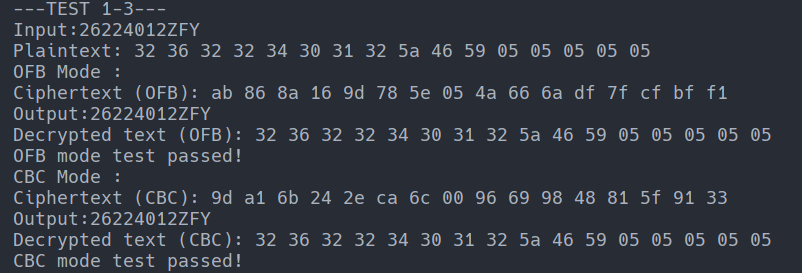 ---TEST 1-3---
Input:26224012ZFY
Plaintext: 32 36 32 32 34 30 31 32 5a 46 59 05 05 05 05 05
OFB Mode :
Ciphertext (OFB): ab 86 8a 16 9d 78 5e 05 4a 66 6a df 7f cf bf f1
Output:26224012ZFY
Decrypted text (OFB): 32 36 32 32 34 30 31 32 5a 46 59 05 05 05 05 05
OFB mode test passed!
CBC Mode :
Ciphertext (CBC): 9d a1 6b 24 2e ca 6c 00 96 69 98 48 81 5f 91 33
Output:26224012ZFY
Decrypted text (CBC): 32 36 32 32 34 30 31 32 5a 46 59 05 05 05 05 05
CBC mode test passed!